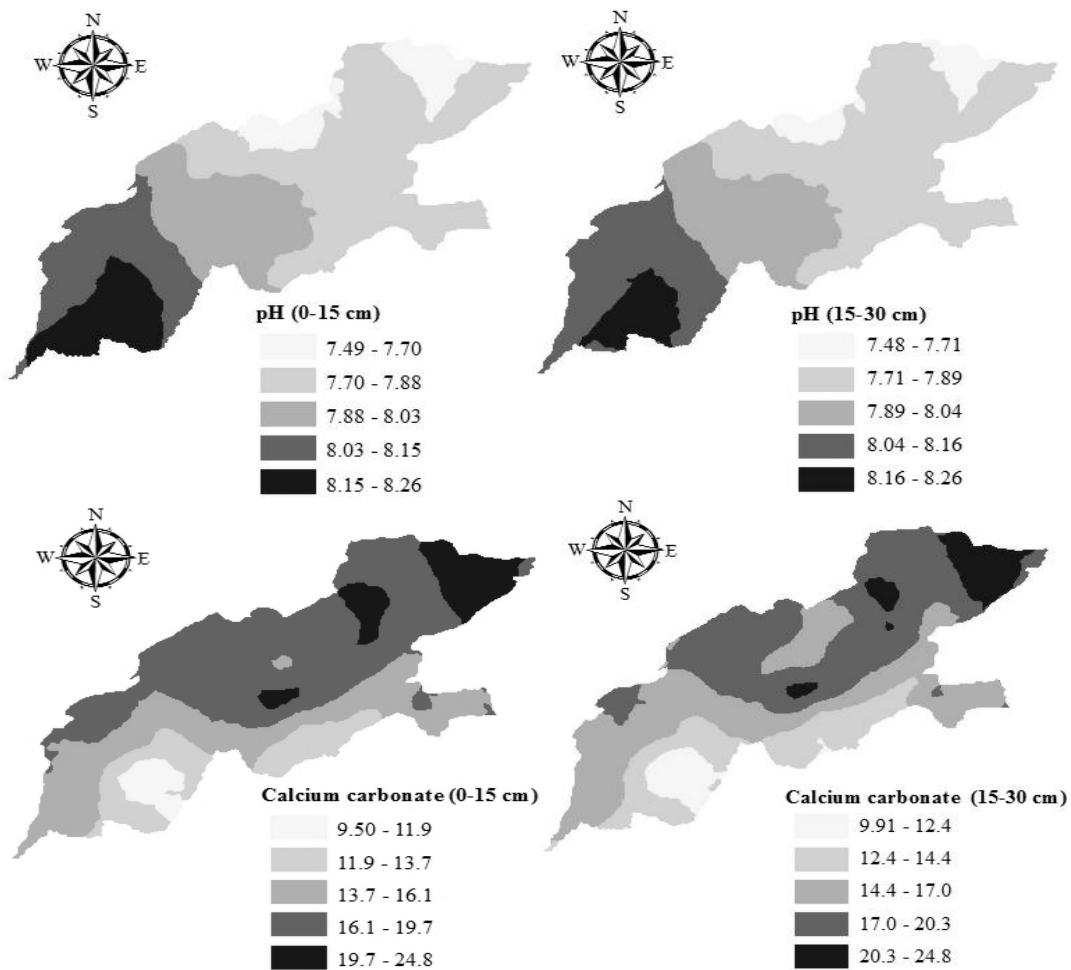 N
W E
S
pH (0-15 cm)
7.49 - 7.70
7.70 - 7.88
7.88 - 8.03
8.03 - 8.15
8.15 - 8.26
N
W E
S
pH (15-30 cm)
7.48 - 7.71
7.71 - 7.89
7.89 - 8.04
8.04 - 8.16
8.16 - 8.26
N
W E
S
Calcium carbonate (0-15 cm)
9.50 - 11.9
11.9 - 13.7
13.7 - 16.1
16.1 - 19.7
19.7 - 24.8
N
W E
S
Calcium carbonate (15-30 cm)
9.91 - 12.4
12.4 - 14.4
14.4 - 17.0
17.0 - 20.3
20.3 - 24.8